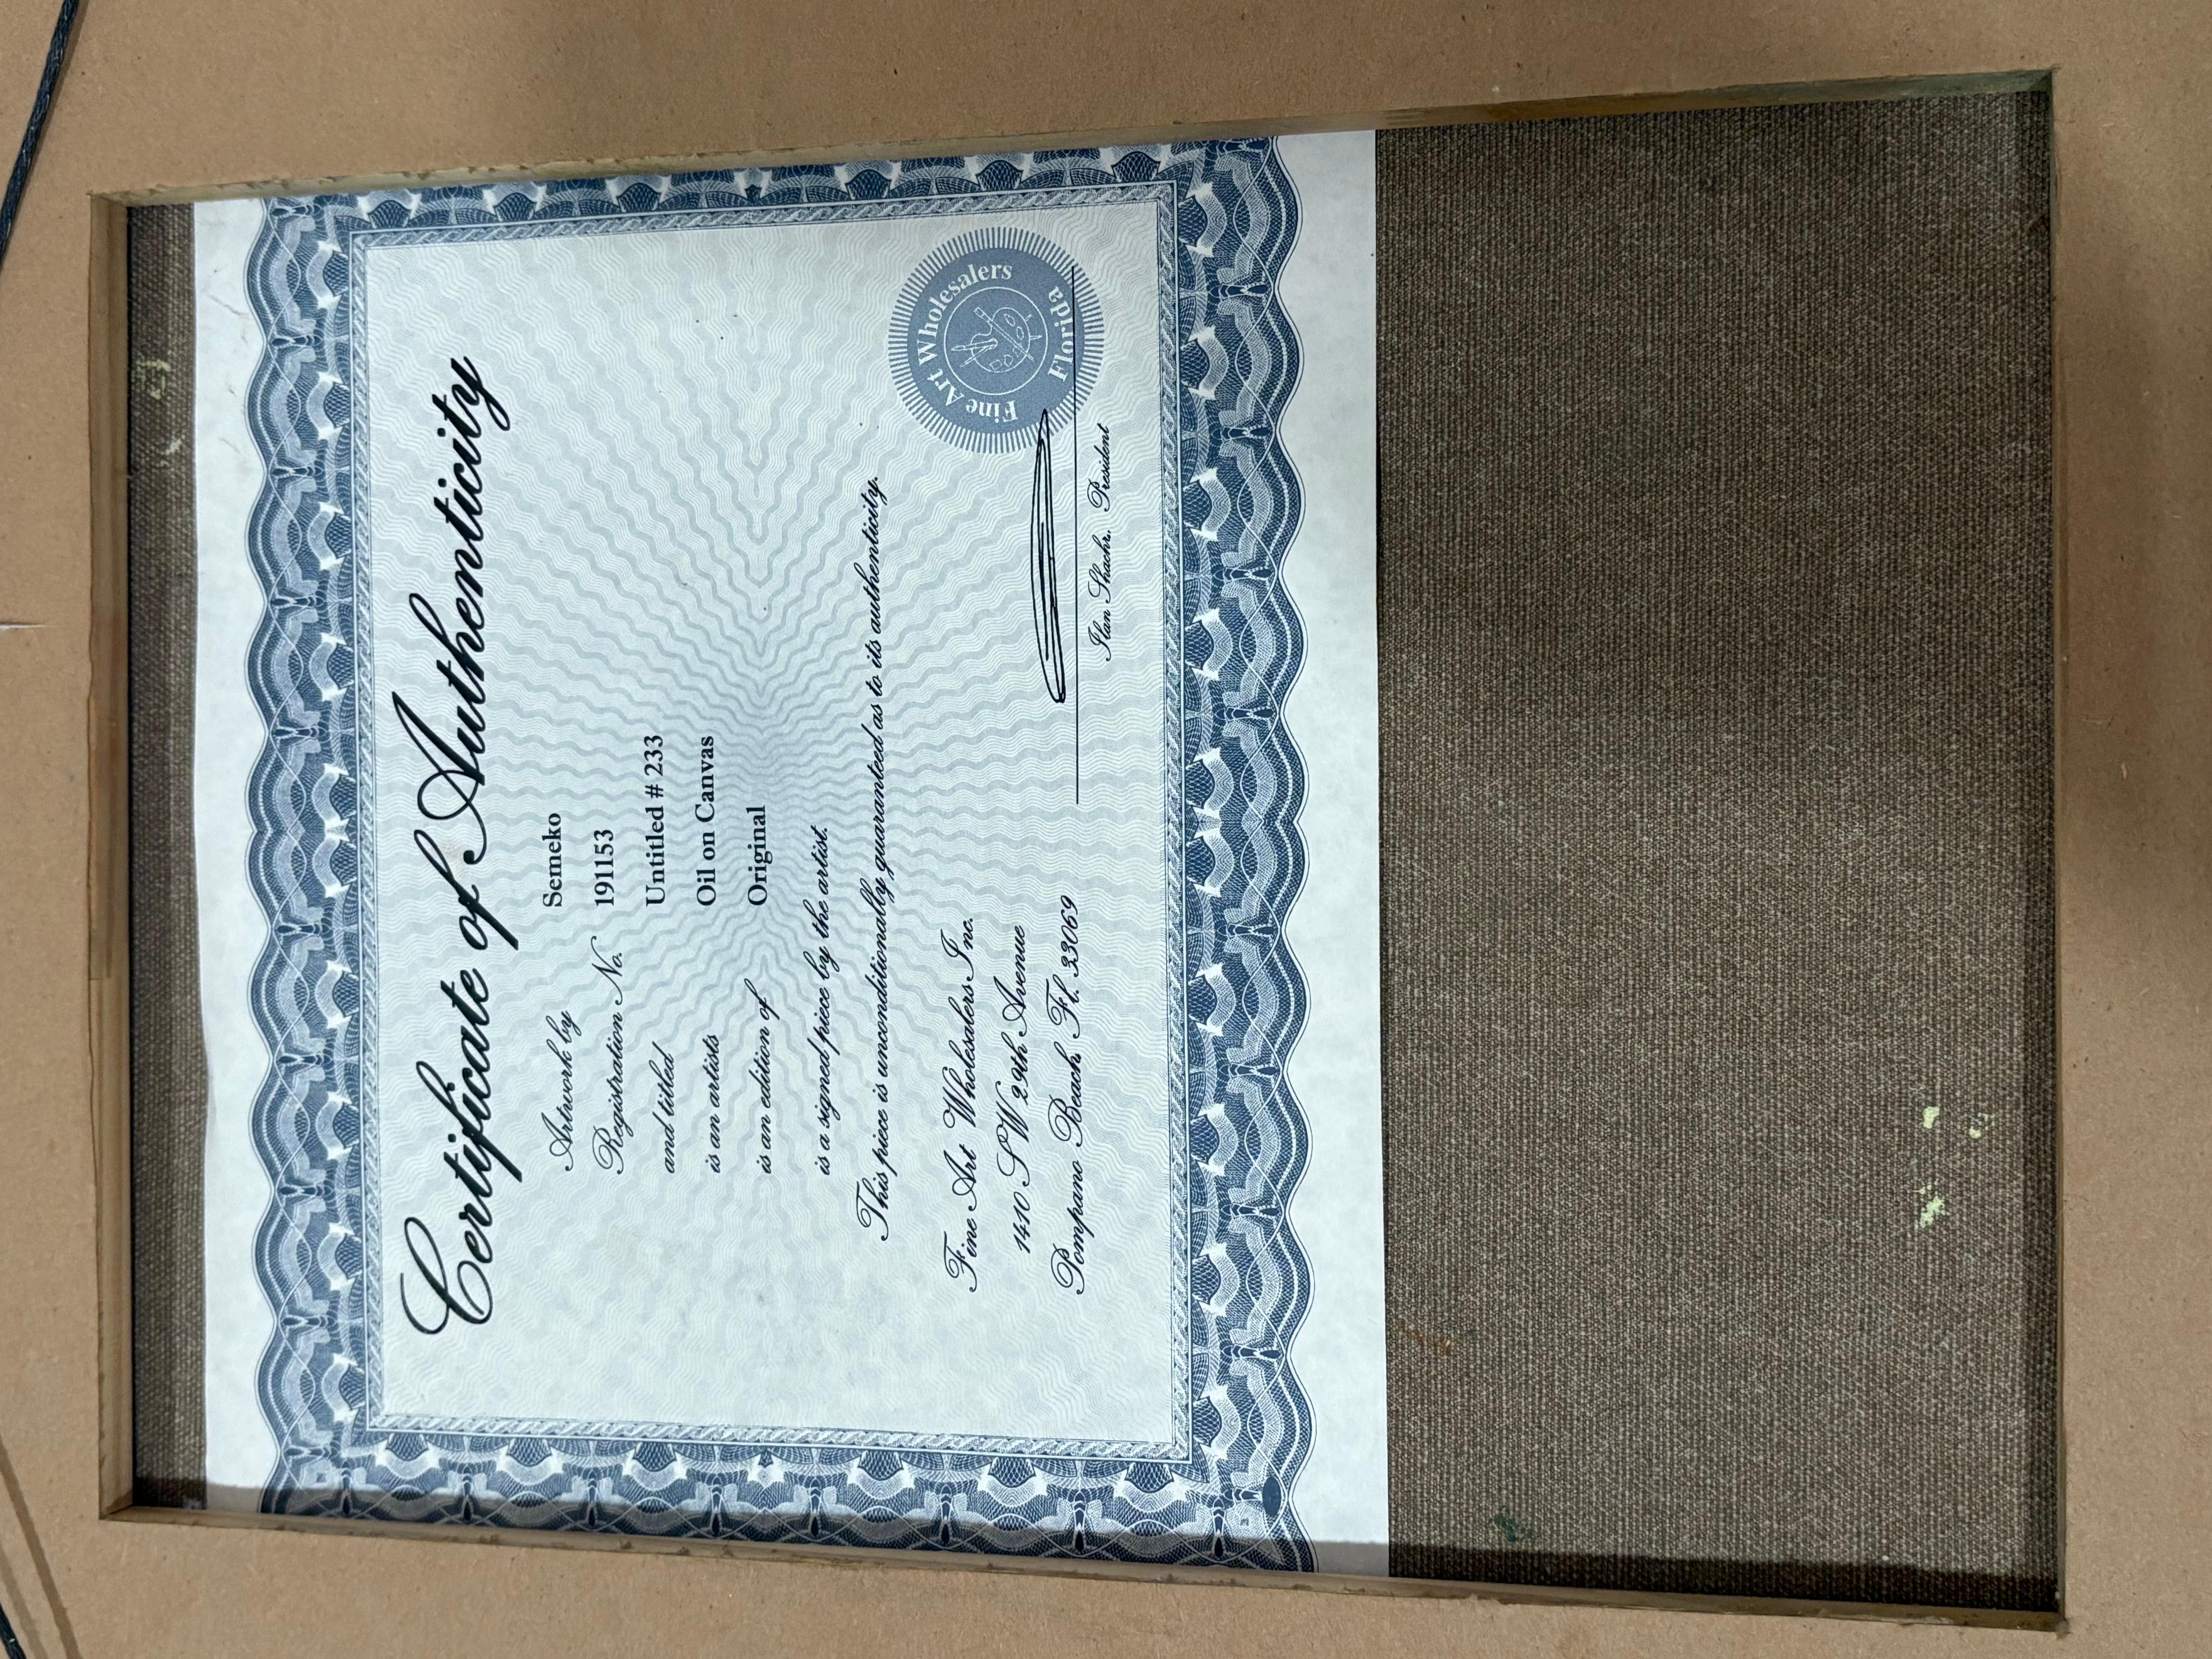 Certificate of Authenticity
Artwork by Semeko
Registration No. 191153
and titled Untitled # 233
is an artists Oil on Canvas
is an edition of Original
is a signed piece by the artist.
This piece is unconditionally guaranteed as to its authenticity.
Fine Art Wholesalers Inc.
1410 SW 29th Avenue
Pompano Beach Fl. 33069
Fine Art Wholesalers
Florida
Ilan Shachr, President